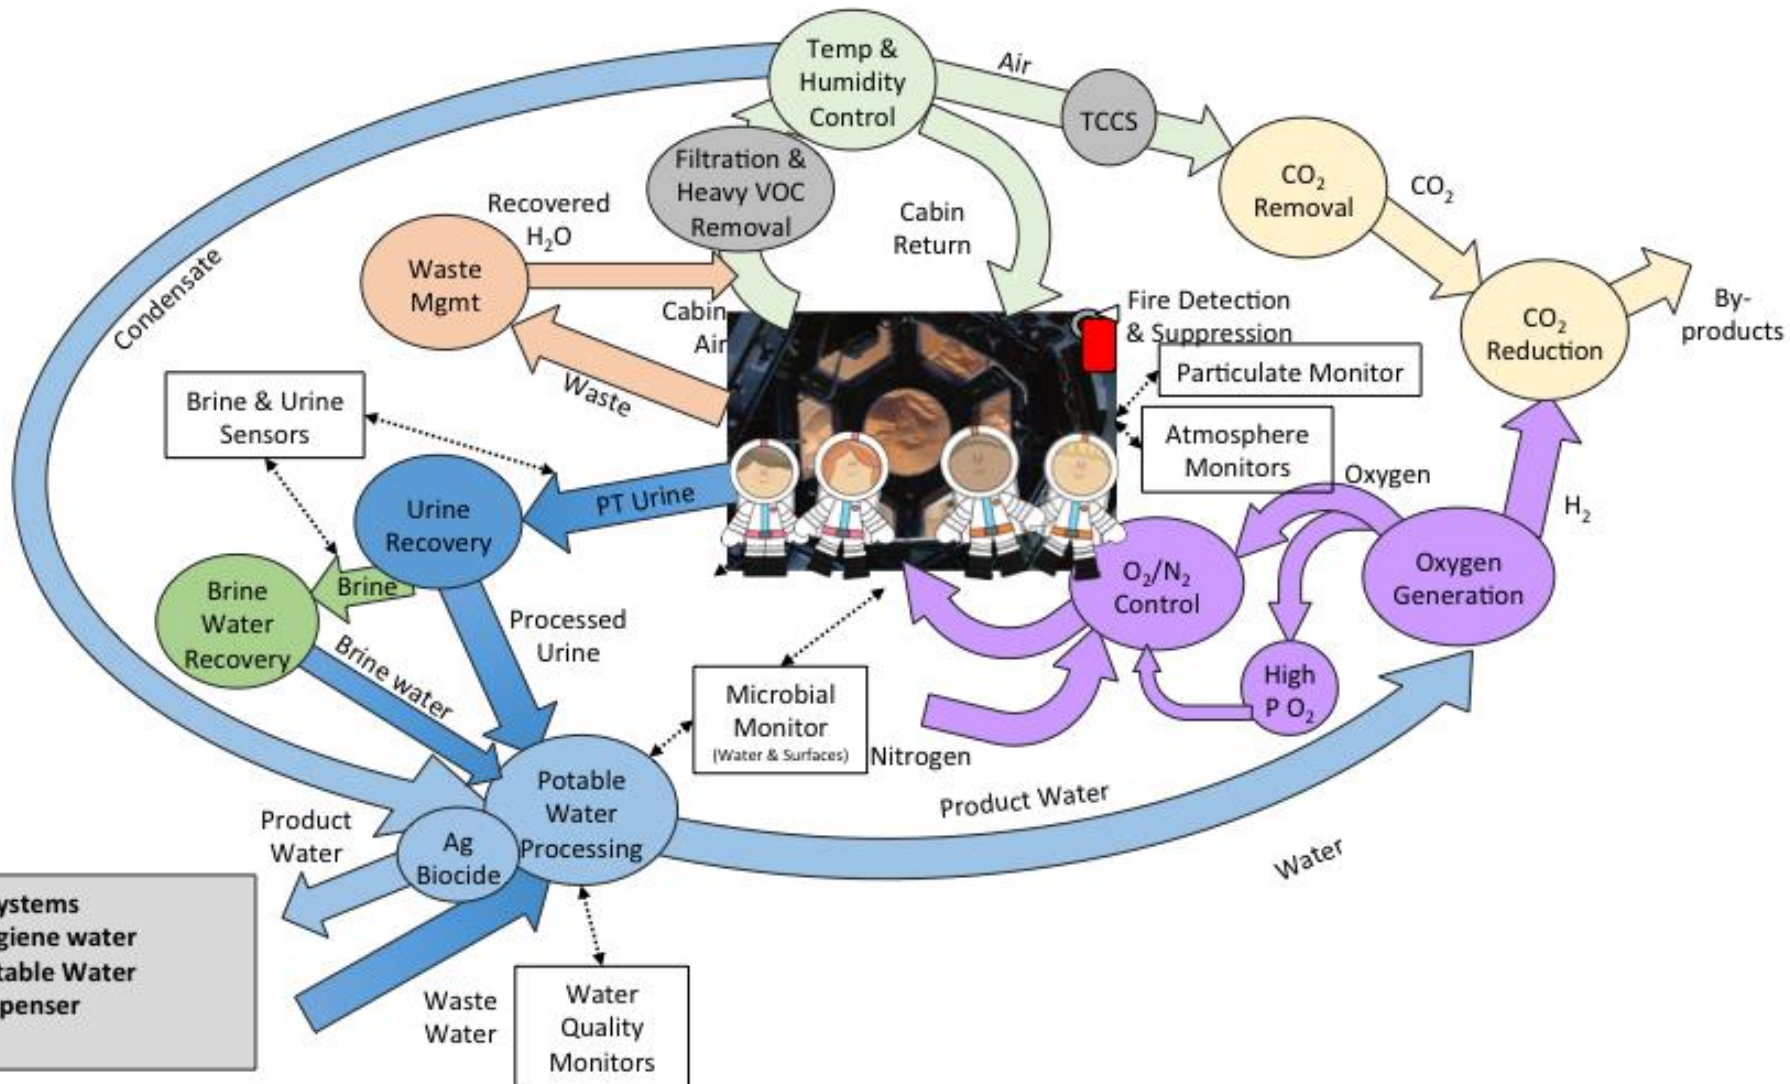 Temp &
Humidity
Control
Air
TCCS
Filtration &
Heavy VOC
Removal
CO₂
Removal
CO₂
Recovered
H₂O
Cabin
Return
Waste
Mgmt
Condensate
Cabin
Air
Fire Detection
& Suppression
CO₂
Reduction
By-
products
Particulate Monitor
Waste
Brine & Urine
Sensors
Atmosphere
Monitors
Oxygen
PT Urine
H₂
Urine
Recovery
O₂/N₂
Control
Oxygen
Generation
Brine
Brine
Water
Recovery
Processed
Urine
Brine water
High
P O₂
Microbial
Monitor
(Water & Surfaces)
Nitrogen
Potable
Water
Processing
Product Water
Water
Product
Water
Ag
Biocide
ystems
giene water
table Water
penser
Waste
Water
Water
Quality
Monitors